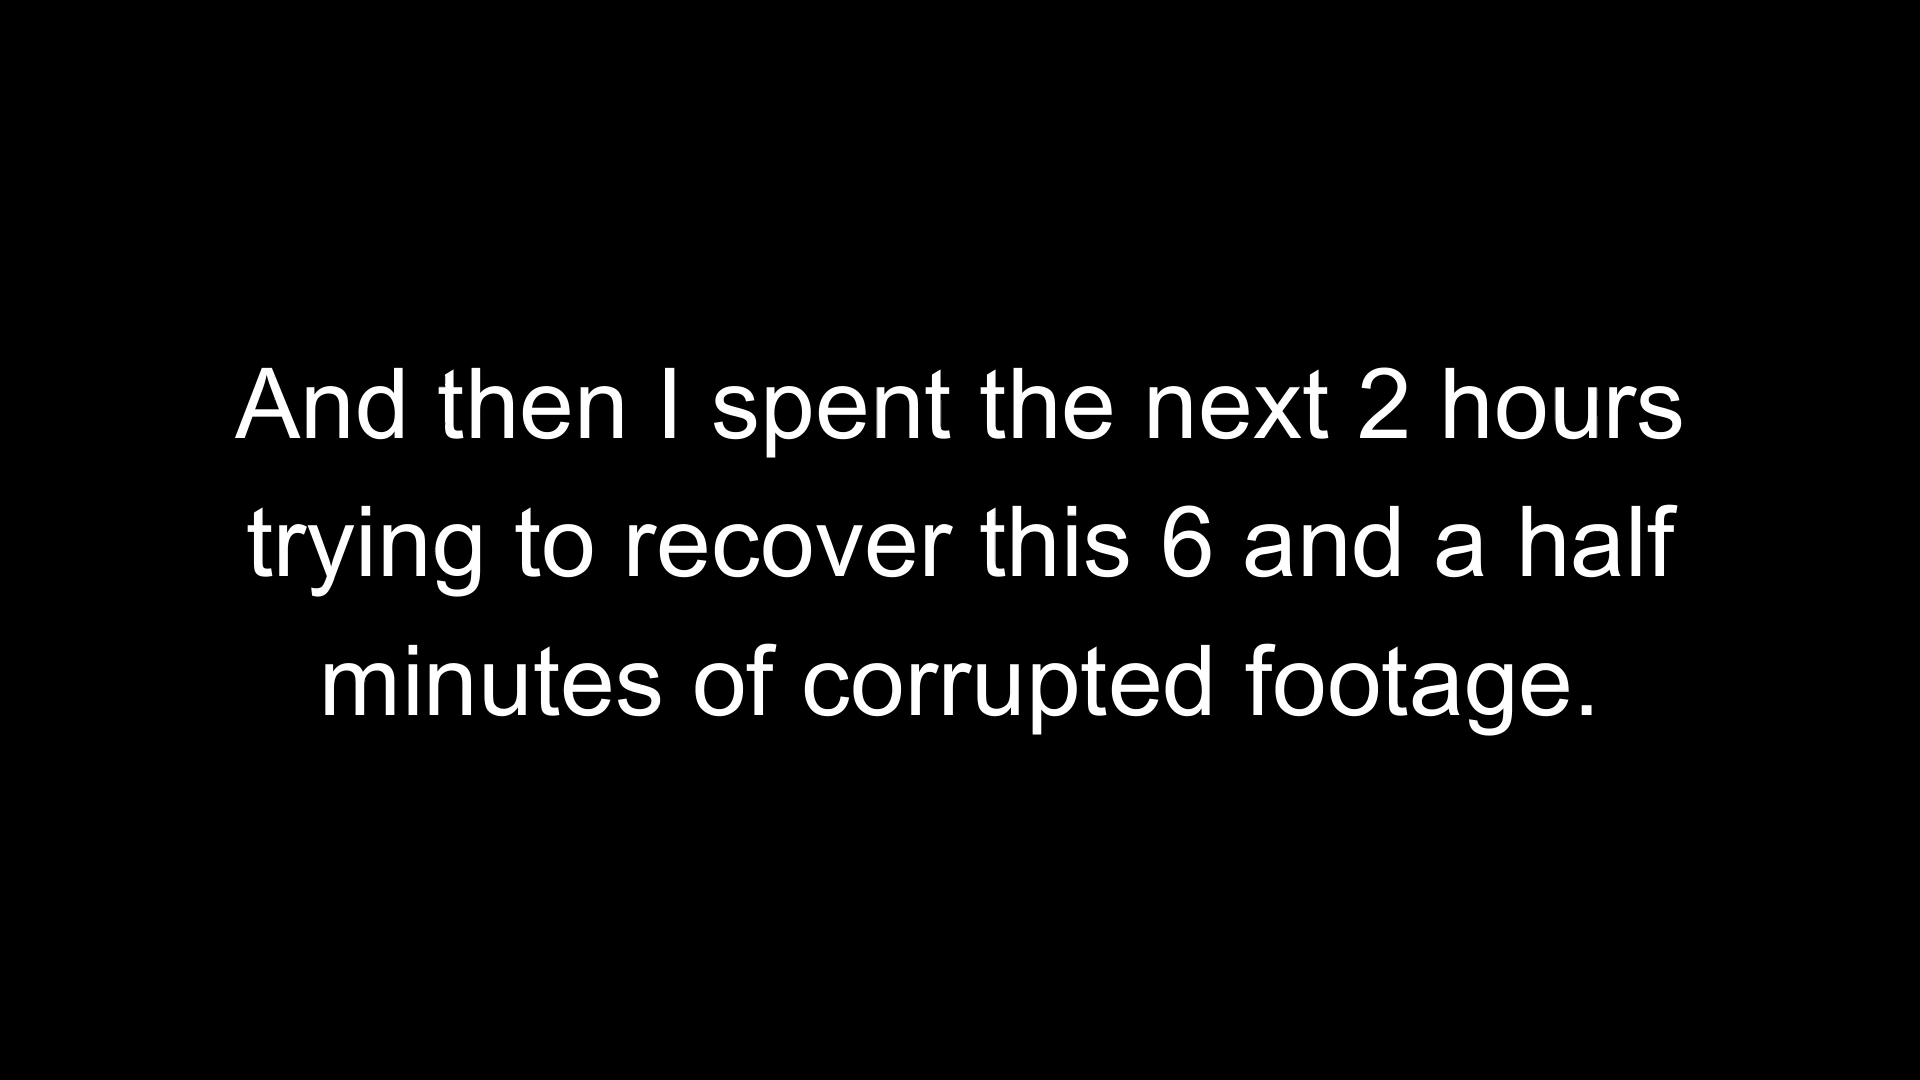 And then I spent the next 2 hours
trying to recover this 6 and a half
minutes of corrupted footage.